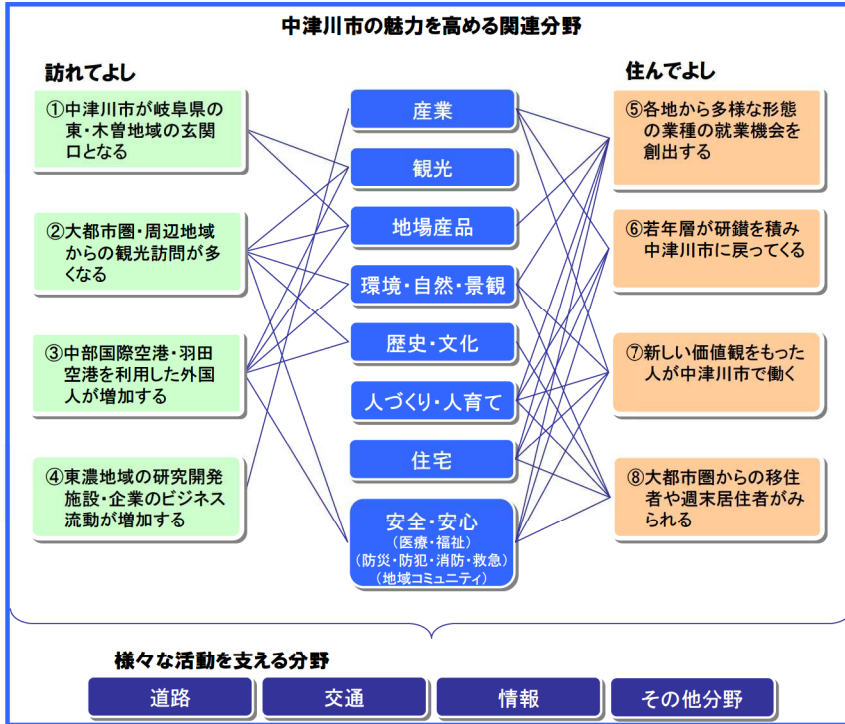 中津川市の魅力を高める関連分野
訪れてよし
①中津川市が岐阜県の
東・木曽地域の玄関
口となる
②大都市圏・周辺地域
からの観光訪問が多
くなる
③中部国際空港・羽田
空港を利用した外国
人が増加する
④東濃地域の研究開発
施設・企業のビジネス
流動が増加する
産業
観光
地場産品
環境・自然・景観
歴史・文化
人づくり・人育て
住宅
安全・安心
(医療・福祉)
(防災・防犯・消防・救急)
(地域コミュニティ)
住んでよし
⑤各地から多様な形態
の業種の就業機会を
創出する
⑥若年層が研鑚を積み
中津川市に戻ってくる
⑦新しい価値観をもった
人が中津川市で働く
⑧大都市圏からの移住
者や週末居住者がみ
られる
様々な活動を支える分野
道路
交通
情報
その他分野